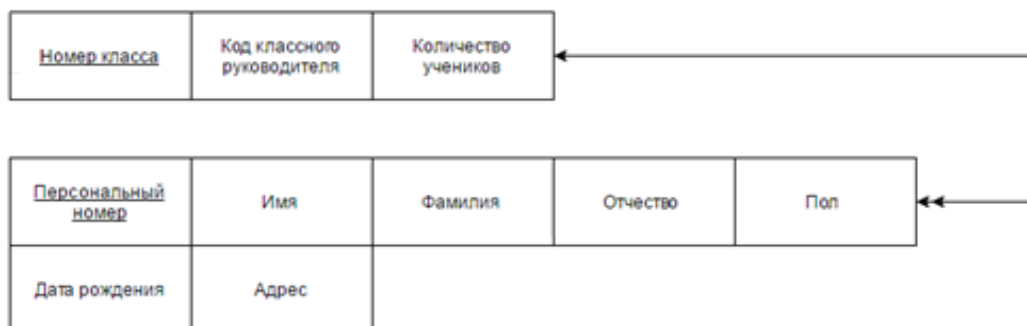 Номер класса
Код классного
руководителя
Количество
учеников
Персональный
номер
Имя
Фамилия
Отчество
Пол
Дата рождения
Адрес